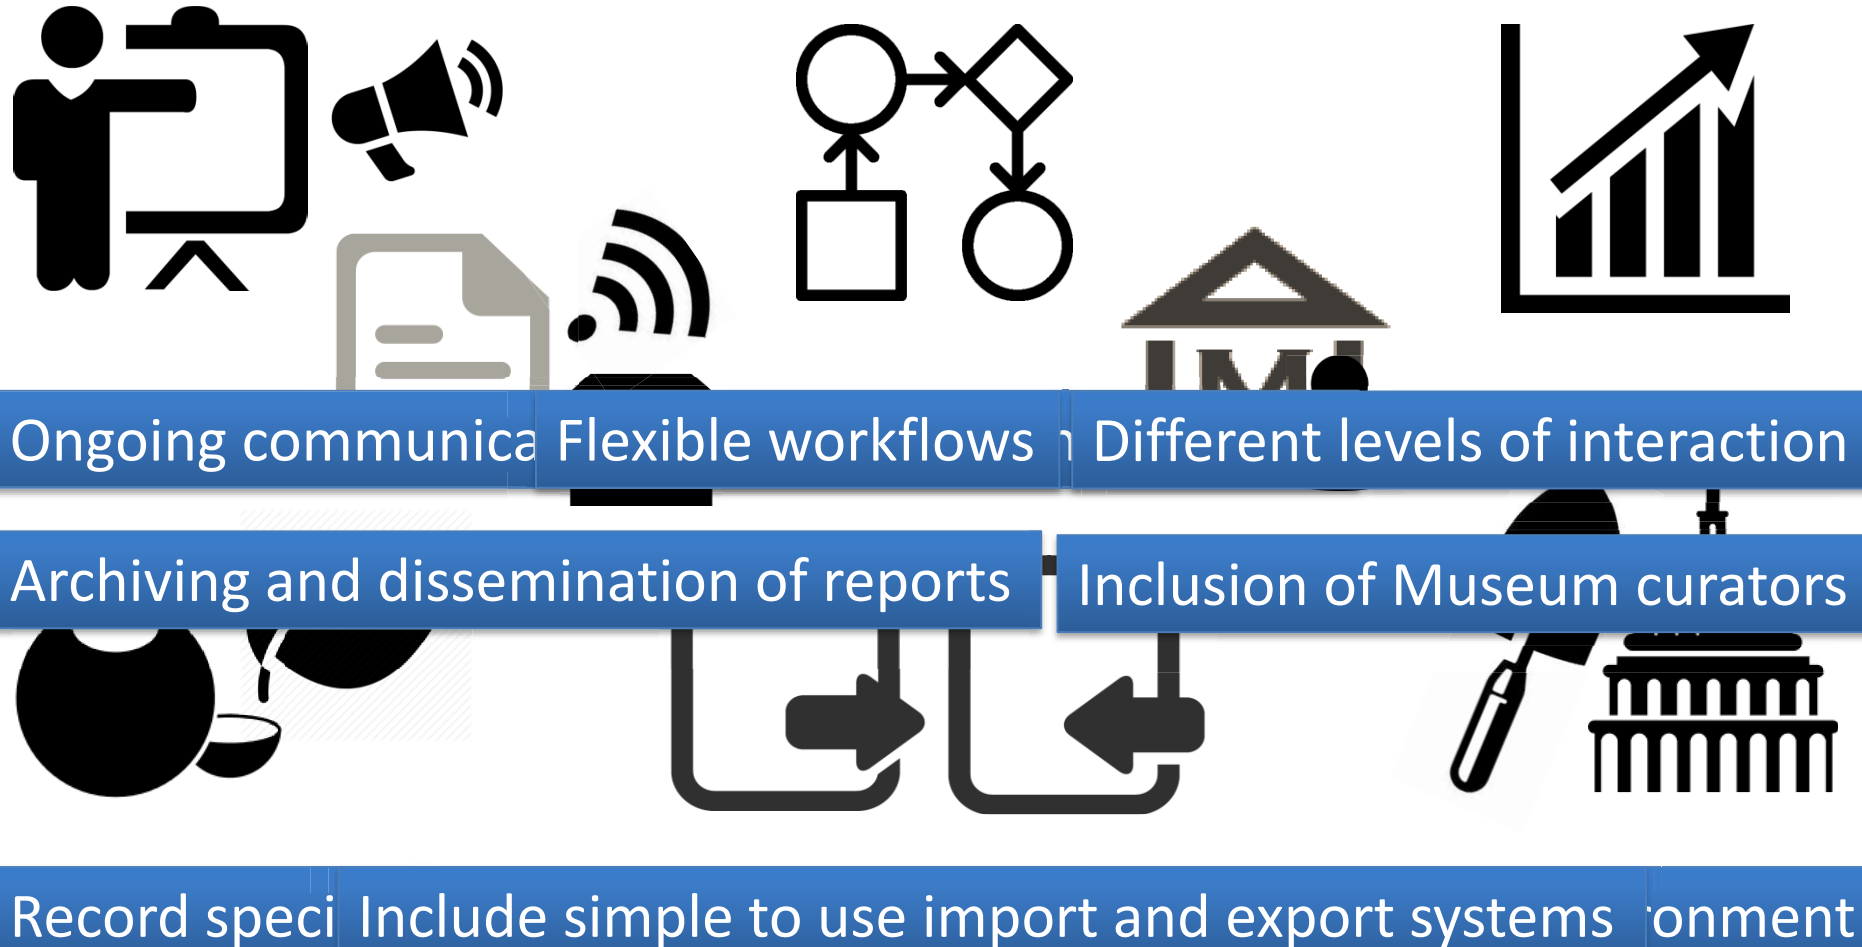 M
Ongoing communica Flexible workflows Different levels of interaction
Archiving and dissemination of reports Inclusion of Museum curators
Record speci Include simple to use import and export systems onment